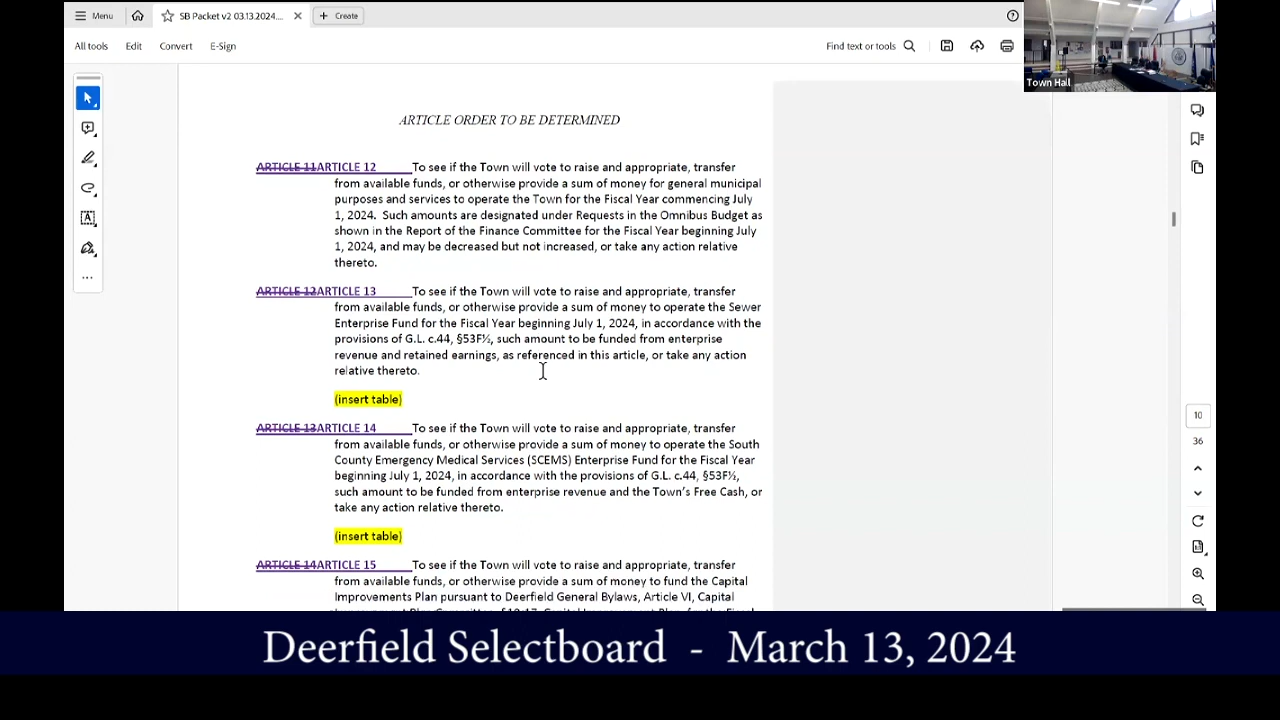 Menu
SB Packet v2 03.13.2024...
Create
All tools
Edit
Convert
E-Sign
Find text or tools
Town Hall
ARTICLE ORDER TO BE DETERMINED
ARTICLE 11ARTICLE 12 To see if the Town will vote to raise and appropriate, transfer
from available funds, or otherwise provide a sum of money for general municipal
purposes and services to operate the Town for the Fiscal Year commencing July
1, 2024. Such amounts are designated under Requests in the Omnibus Budget as
shown in the Report of the Finance Committee for the Fiscal Year beginning July
1, 2024, and may be decreased but not increased, or take any action relative
thereto.
ARTICLE 12ARTICLE 13 To see if the Town will vote to raise and appropriate, transfer
from available funds, or otherwise provide a sum of money to operate the Sewer
Enterprise Fund for the Fiscal Year beginning July 1, 2024, in accordance with the
provisions of G.L. c.44, §53F½, such amount to be funded from enterprise
revenue and retained earnings, as referenced in this article, or take any action
relative thereto.
(insert table)
ARTICLE 13ARTICLE 14 To see if the Town will vote to raise and appropriate, transfer
from available funds, or otherwise provide a sum of money to operate the South
County Emergency Medical Services (SCEMS) Enterprise Fund for the Fiscal Year
beginning July 1, 2024, in accordance with the provisions of G.L. c.44, §53F½,
such amount to be funded from enterprise revenue and the Town's Free Cash, or
take any action relative thereto.
(insert table)
ARTICLE 14ARTICLE 15 To see if the Town will vote to raise and appropriate, transfer
from available funds, or otherwise provide a sum of money to fund the Capital
Improvements Plan pursuant to Deerfield General Bylaws, Article VI, Capital
10
36
Deerfield Selectboard - March 13, 2024